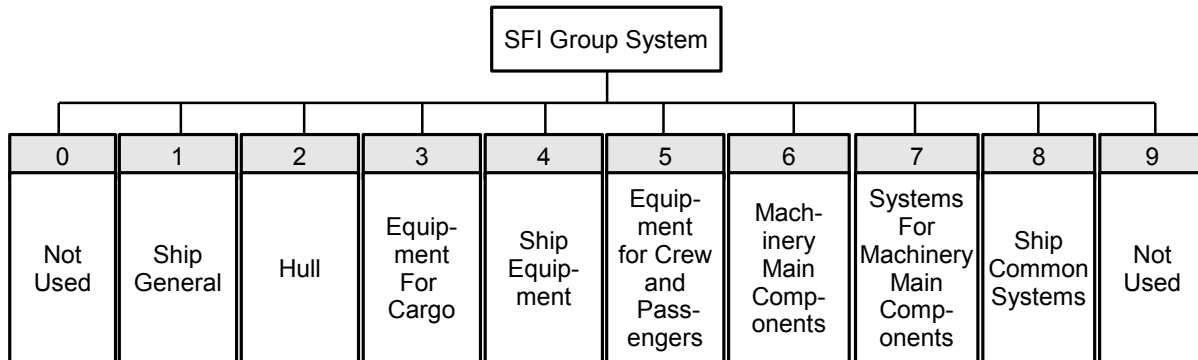 SFI Group System
0
1
2
3
4
5
6
7
8
9
Not
Used
Ship
General
Hull
Equip-
ment
For
Cargo
Ship
Equip-
ment
Equip-
ment
for Crew
and
Pass-
engers
Mach-
inery
Main
Comp-
onents
Systems
For
Machinery
Main
Comp-
onents
Ship
Common
Systems
Not
Used